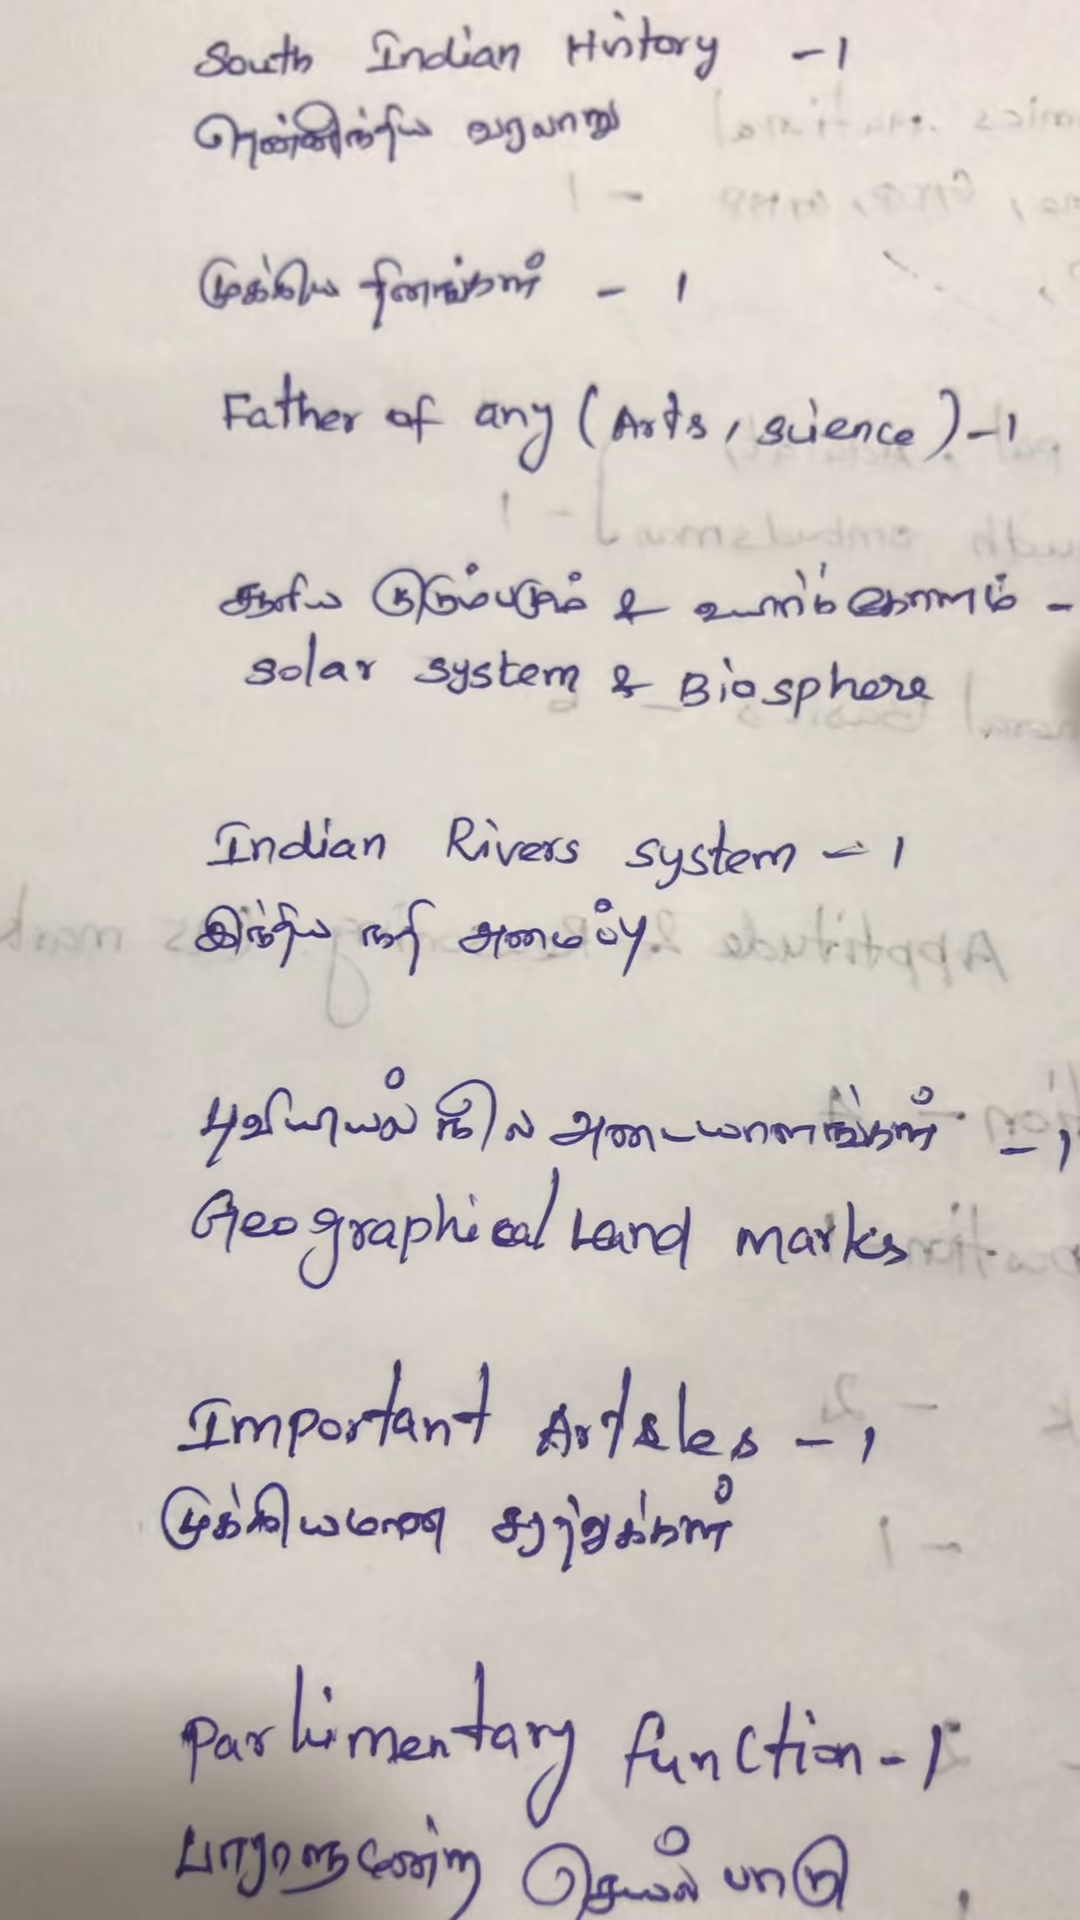 South Indian History - 1
தென்னிந்திய வரலாறு
முக்கிய தினங்கள் - 1
Father of any (Arts, science) - 1
சூரிய குடும்பமும் & உயிர்க்கோளம் -
solar system & Biosphere
Indian Rivers system - 1
இந்திய நதி அமைப்பு
புவியியல் நில அடையாளங்கள் - 1
Geographical Land marks
Important - 1
முக்கியமான சரத்துக்கள்
Parlimentary function - 1
செயல் பாடு